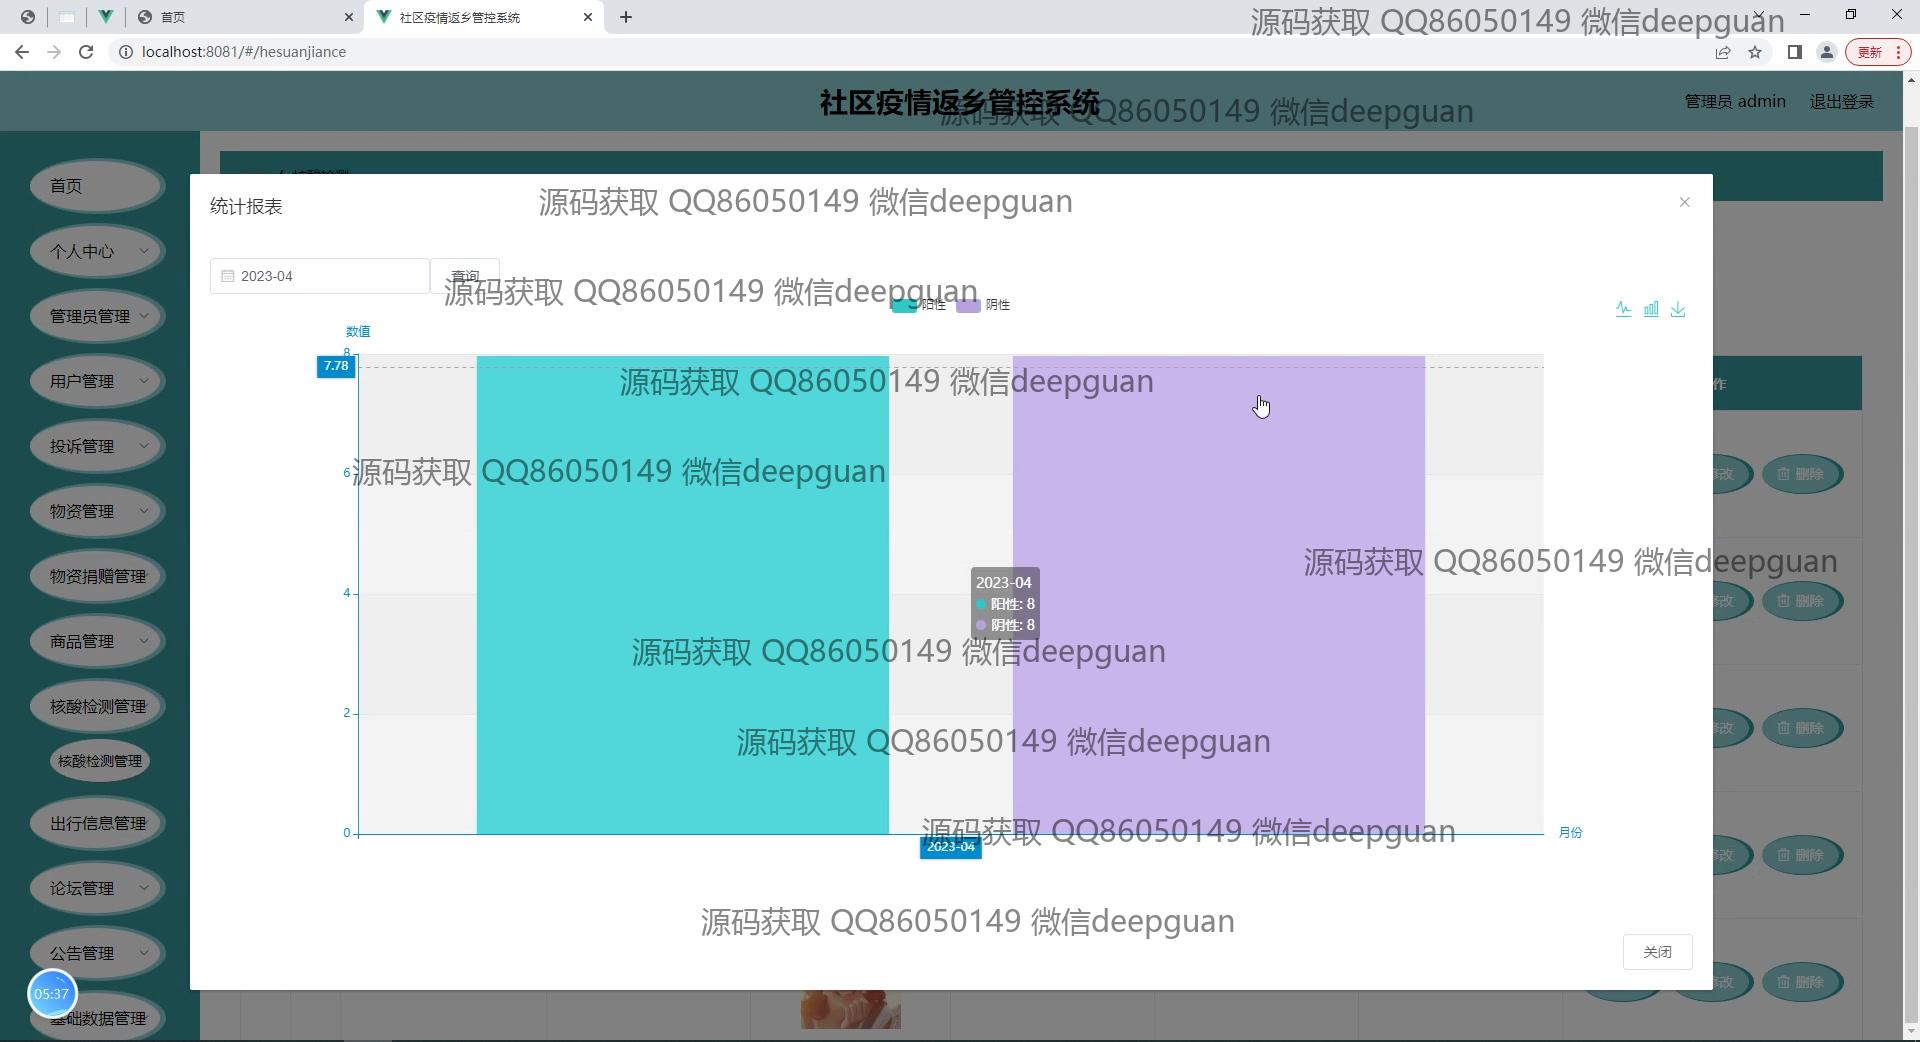 首页
社区疫情返乡管控系统
源码获取 QQ86050149 微信deepguan
localhost:8081/#/hesuanjiance
更新
社区疫情返乡管控系统
源码获取 QQ86050149 微信deepguan
管理员 admin
退出登录
首页
个人中心
管理员管理
用户管理
投诉管理
物资管理
物资捐赠管理
商品管理
核酸检测管理
核酸检测管理
出行信息管理
论坛管理
公告管理
05:37
基础数据管理
统计报表
源码获取 QQ86050149 微信deepguan
2023-04
查询
源码获取 QQ86050149 微信deepguan
阳性
阴性
数值
8
7.78
源码获取 QQ86050149 微信deepguan
6
源码获取 QQ86050149 微信deepguan
源码获取 QQ86050149 微信deepguan
4
2023-04
阳性: 8
阴性: 8
源码获取 QQ86050149 微信deepguan
2
源码获取 QQ86050149 微信deepguan
0
源码获取 QQ86050149 微信deepguan
月份
2023-04
源码获取 QQ86050149 微信deepguan
关闭
作
修改
删除
修改
删除
修改
删除
修改
删除
修改
删除